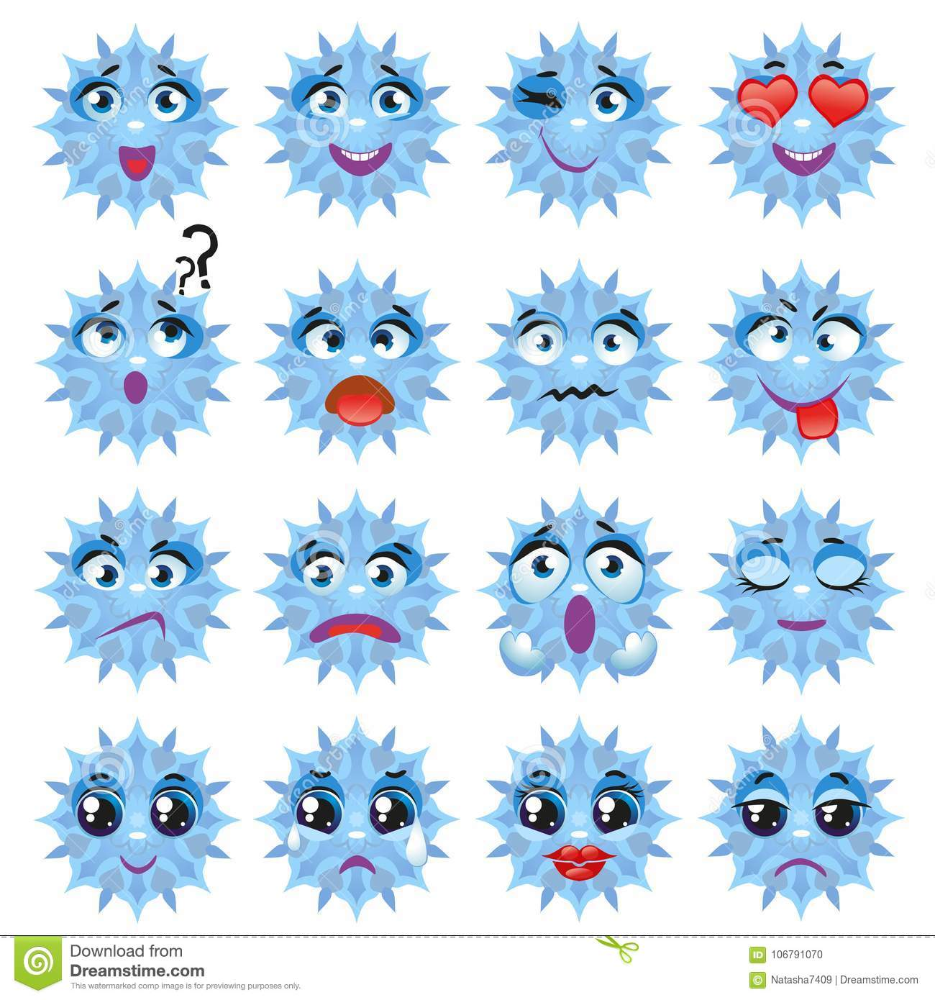 ??
Download from
Dreamstime.com
This watermarked comp image is for previewing purposes only.
ID 106791070
© Natasha7409 | Dreamstime.com